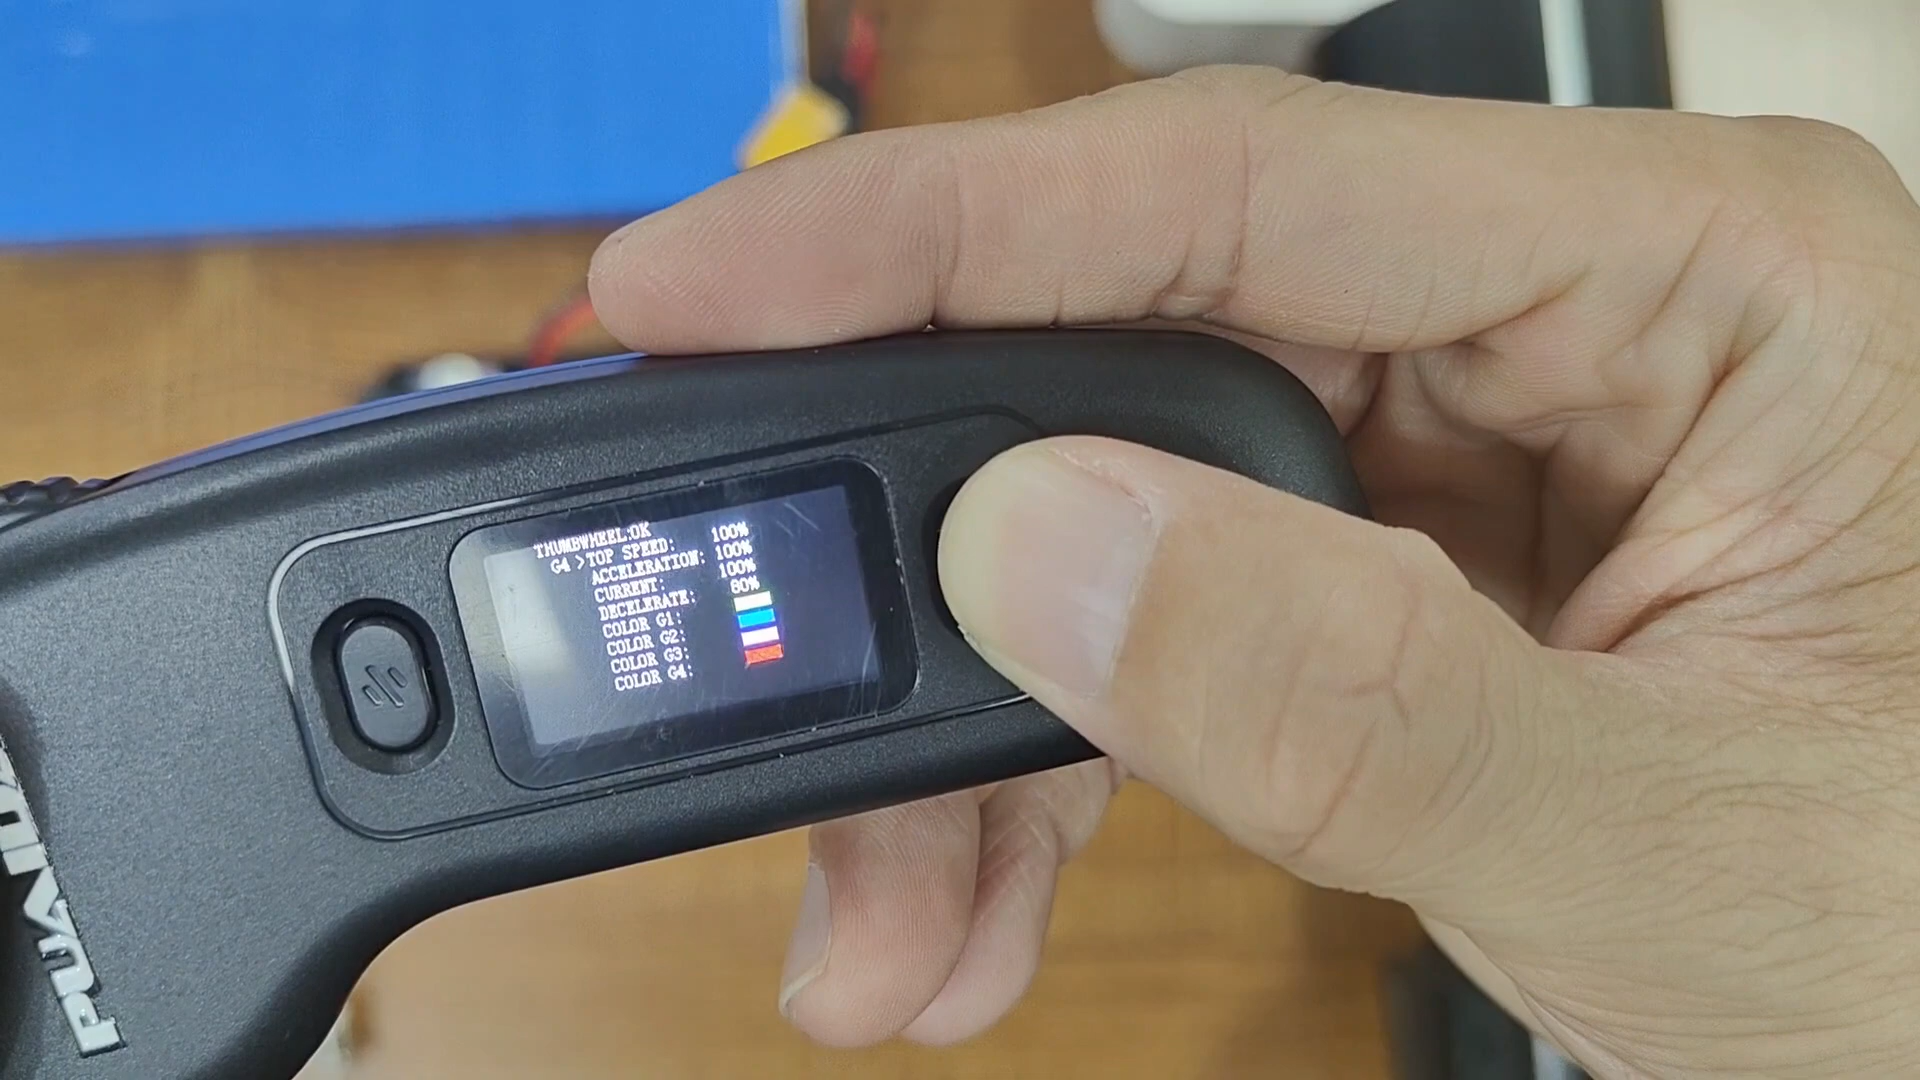 THUMBWHEEL:OK
G4 >TOP SPEED: 100%
ACCELERATION: 100%
CURRENT: 100%
DECELERATE: 80%
COLOR G1:
COLOR G2:
COLOR G3:
COLOR G4: